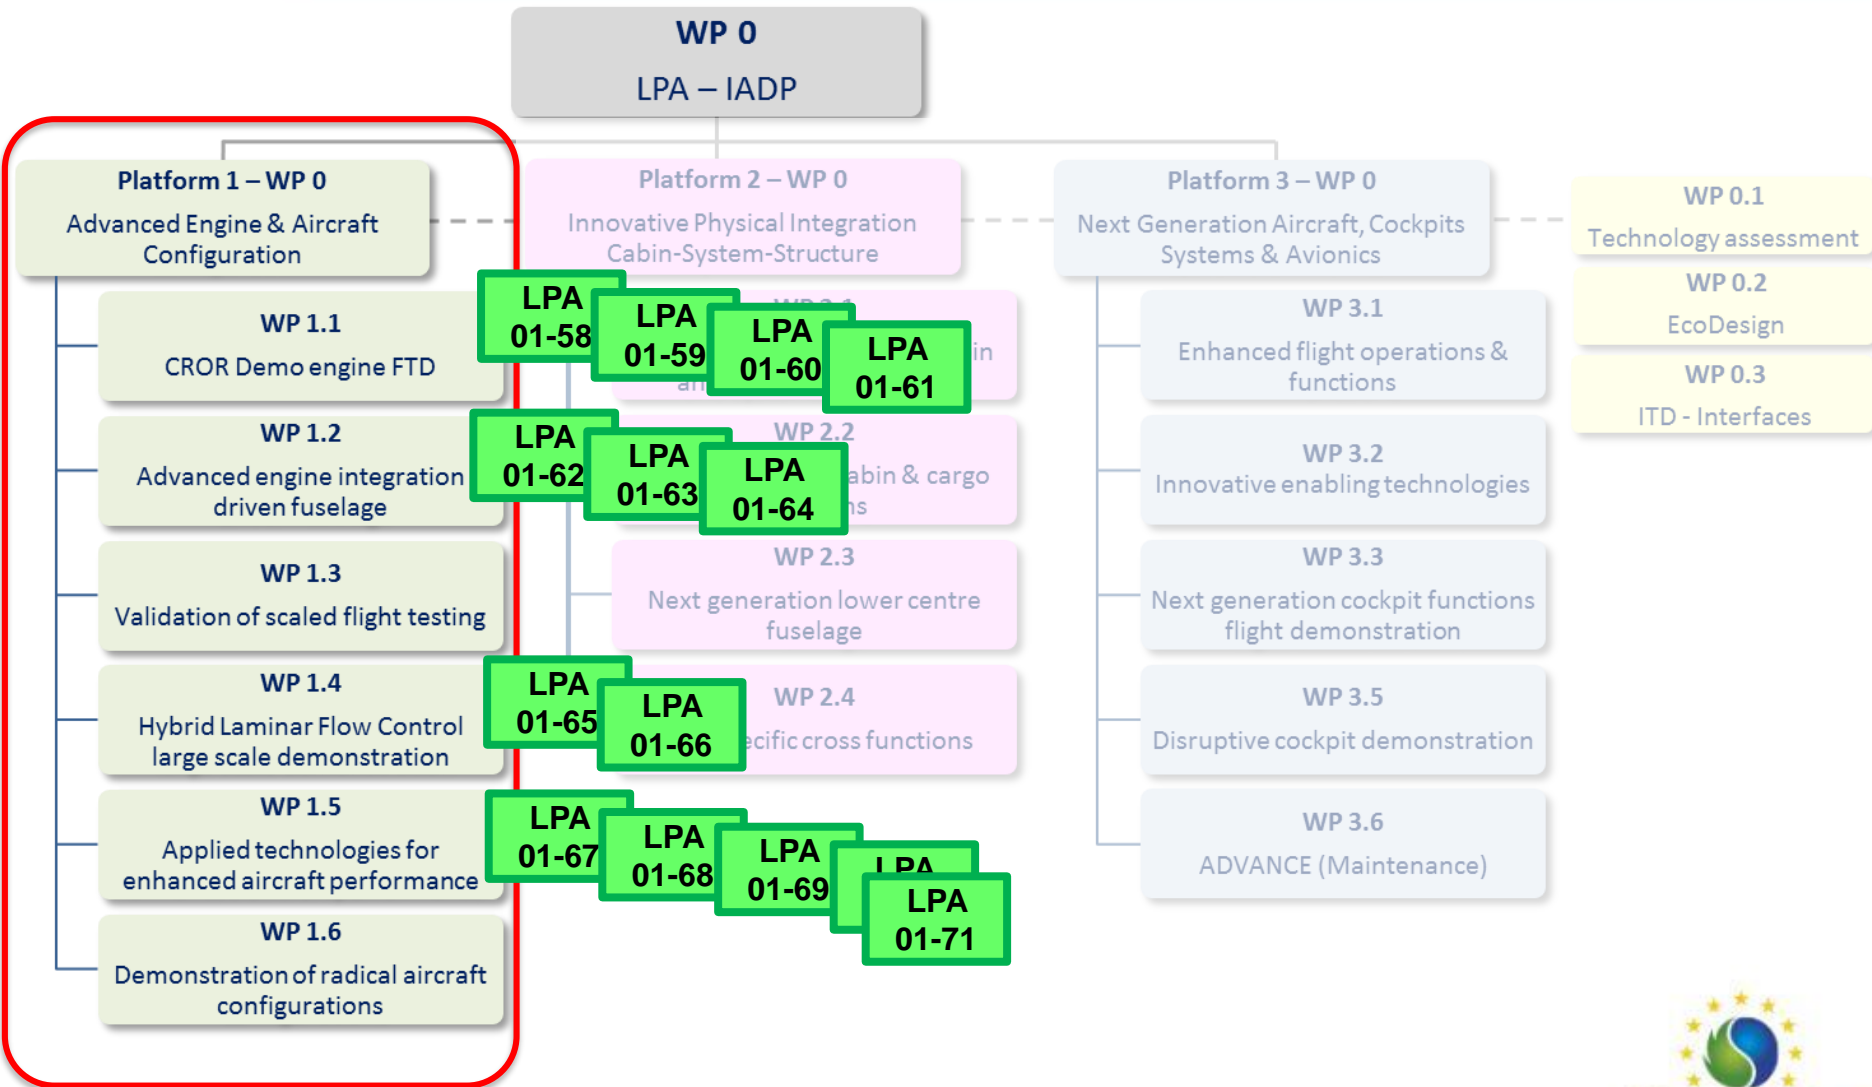 WP 0
LPA – IADP
Platform 1 – WP 0
Advanced Engine & Aircraft
Configuration
WP 1.1
CROR Demo engine FTD
WP 1.2
Advanced engine integration
driven fuselage
WP 1.3
Validation of scaled flight testing
WP 1.4
Hybrid Laminar Flow Control
large scale demonstration
WP 1.5
Applied technologies for
enhanced aircraft performance
WP 1.6
Demonstration of radical aircraft
configurations
LPA
01-58
LPA
01-59
LPA
01-60
LPA
01-61
LPA
01-62
LPA
01-63
LPA
01-64
LPA
01-65
LPA
01-66
LPA
01-67
LPA
01-68
LPA
01-69
LPA
LPA
01-71
Platform 2 – WP 0
Innovative Physical Integration
Cabin-System-Structure
in
WP 2.2
& cargo
WP 2.3
Next generation lower centre
fuselage
WP 2.4
cross functions
Platform 3 – WP 0
Next Generation Aircraft, Cockpits
Systems & Avionics
WP 3.1
Enhanced flight operations &
functions
WP 3.2
Innovative enabling technologies
WP 3.3
Next generation cockpit functions
flight demonstration
WP 3.5
Disruptive cockpit demonstration
WP 3.6
ADVANCE (Maintenance)
WP 0.1
Technology assessment
WP 0.2
EcoDesign
WP 0.3
ITD - Interfaces